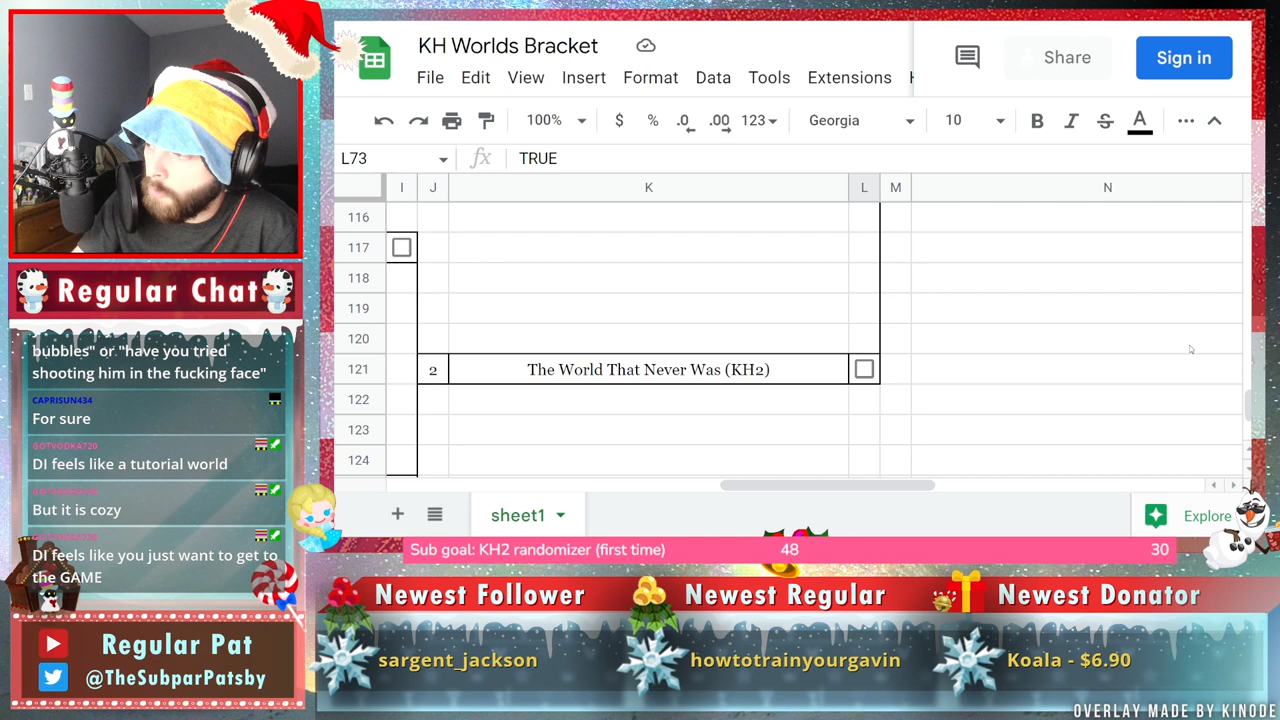 KH Worlds Bracket
File Edit View Insert Format Data Tools Extensions
Share
Sign in
100% $ % .0 .00 123 Georgia 10 B I S A
L73 fx TRUE
I J K L M N
116
117
118
119
120
121 2 The World That Never Was (KH2)
122
123
124
sheet1
Explore
Sub goal: KH2 randomizer (first time) 48 30
Regular Chat
bubbles" or "have you tried
shooting him in the fucking face"
CAPRISUN434
For sure
GOTVODKA720
DI feels like a tutorial world
But it is cozy
DI feels like you just want to get to
the GAME
Regular Pat
@TheSubparPatsby
Newest Follower Newest Regular Newest Donator
sargent_jackson howtotrainyourgavin Koala - $6.90
OVERLAY MADE BY KINODE